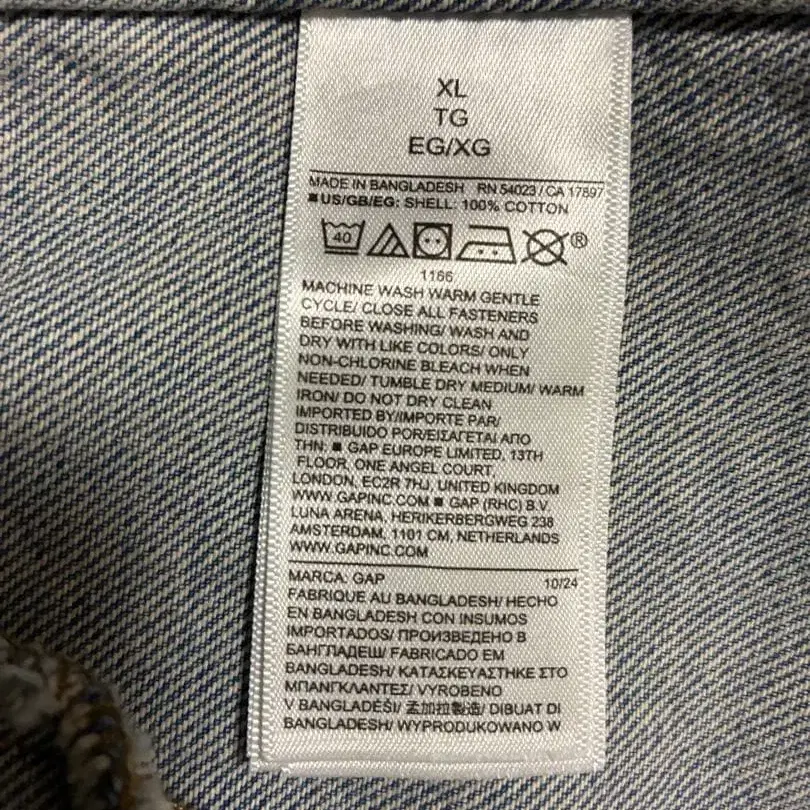 XL
TG
EG/XG
MADE IN BANGLADESH RN 54023 / CA 17897
■ US/GB/EG: SHELL: 100% COTTON
40 ®
1166
MACHINE WASH WARM GENTLE
CYCLE/ CLOSE ALL FASTENERS
BEFORE WASHING/ WASH AND
DRY WITH LIKE COLORS/ ONLY
NON-CHLORINE BLEACH WHEN
NEEDED/ TUMBLE DRY MEDIUM/ WARM
IRON/ DO NOT DRY CLEAN
IMPORTED BY/IMPORTE PAR/
DISTRIBUIDO POR/ΕΙΣΑΓΕΤΑΙ ΑΠΟ
THN: ■ GAP EUROPE LIMITED, 13TH
FLOOR, ONE ANGEL COURT,
LONDON, EC2R 7HJ, UNITED KINGDOM
WWW.GAPINC.COM ■ GAP (RHC) B.V.
LUNA ARENA, HERIKERBERGWEG 238
AMSTERDAM, 1101 CM, NETHERLANDS
WWW.GAPINC.COM
MARCA: GAP 10/24
FABRIQUE AU BANGLADESH/ HECHO
EN BANGLADESH CON INSUMOS
IMPORTADOS/ ПРОИЗВЕДЕНО В
БАНГЛАДЕШ/ FABRICADO EM
BANGLADESH/ ΚΑΤΑΣΚΕΥΑΣΤΗΚΕ ΣΤΟ
ΜΠΑΝΓΚΛΑΝΤΕΣ/ VYROBENO
V BANGLADÉŠI/ 孟加拉製造/ DIBUAT DI
BANGLADESH/ WYPRODUKOWANO W